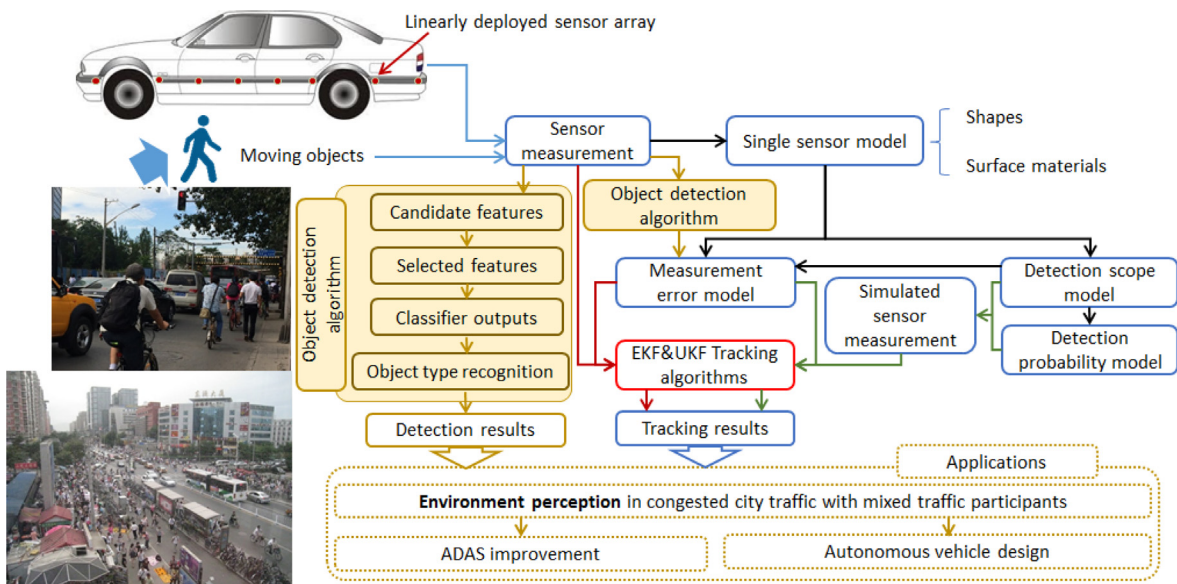 Linearly deployed sensor array
Moving objects
Sensor
measurement
Single sensor model
Shapes
Surface materials
Object detection
algorithm
Candidate features
Selected features
Classifier outputs
Object type recognition
Object detection
algorithm
Measurement
error model
Simulated
sensor
measurement
Detection scope
model
Detection
probability model
EKF&UKF Tracking
algorithms
Detection results
Tracking results
Applications
Environment perception in congested city traffic with mixed traffic participants
ADAS improvement
Autonomous vehicle design